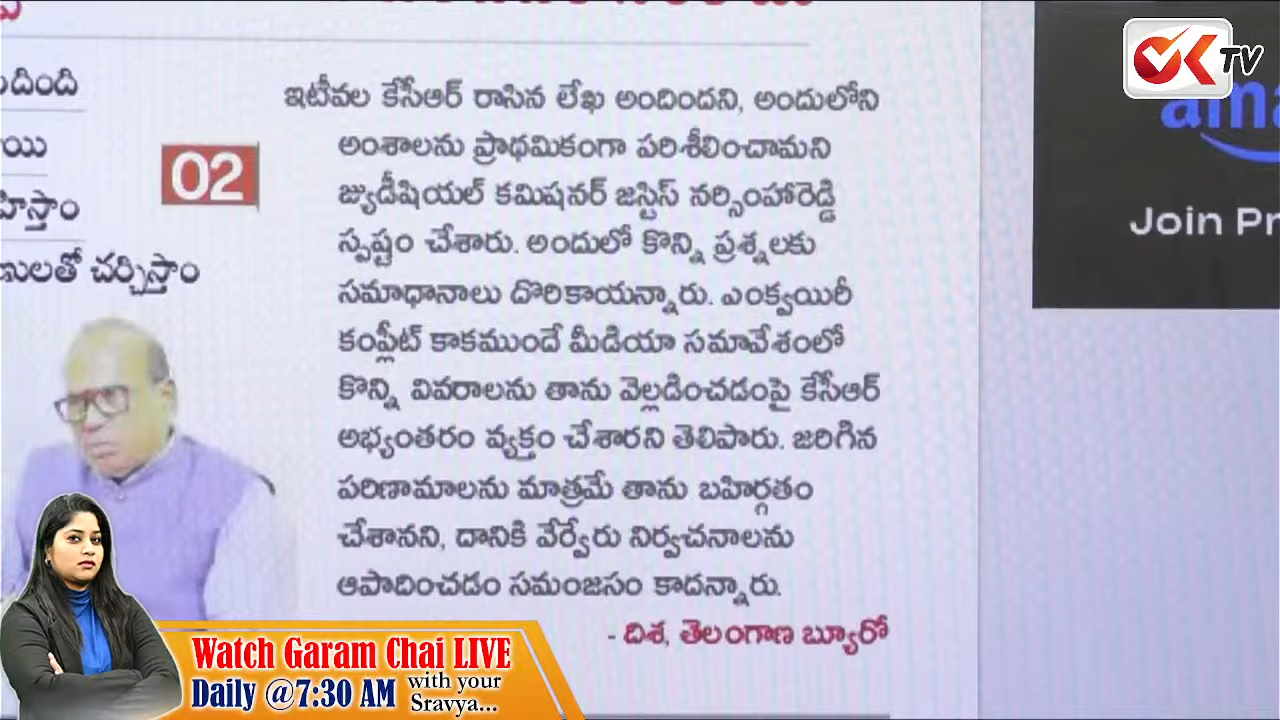 OK TV
ఇటీవల కేసీఆర్ రాసిన లేఖ అందిందని, అందులోని
అంశాలను ప్రాథమికంగా పరిశీలించామని
జ్యుడీషియల్ కమిషనర్ జస్టిస్ నర్సింహారెడ్డి
స్పష్టం చేశారు. అందులో కొన్ని ప్రశ్నలకు
సమాధానాలు దొరికాయన్నారు. ఎంక్వయిరీ
కంప్లీట్ కాకముందే మీడియా సమావేశంలో
కొన్ని వివరాలను తాను వెల్లడించడంపై కేసీఆర్
అభ్యంతరం వ్యక్తం చేశారని తెలిపారు. జరిగిన
పరిణామాలను మాత్రమే తాను బహిర్గతం
చేశానని, దానికి వేర్వేరు నిర్వచనాలను
ఆపాదించడం సమంజసం కాదన్నారు.
- దిశ, తెలంగాణ బ్యూరో
02
చర్చిస్తాం
Join
Watch Garam Chai LIVE
Daily @7:30 AM with your
Sravya...